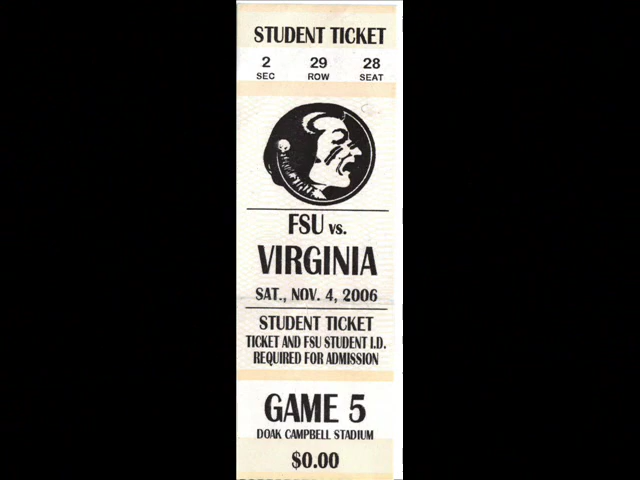 STUDENT TICKET
2 29 28
SEC ROW SEAT
FSU vs.
VIRGINIA
SAT., NOV. 4, 2006
STUDENT TICKET
TICKET AND FSU STUDENT I.D.
REQUIRED FOR ADMISSION
GAME 5
DOAK CAMPBELL STADIUM
$0.00